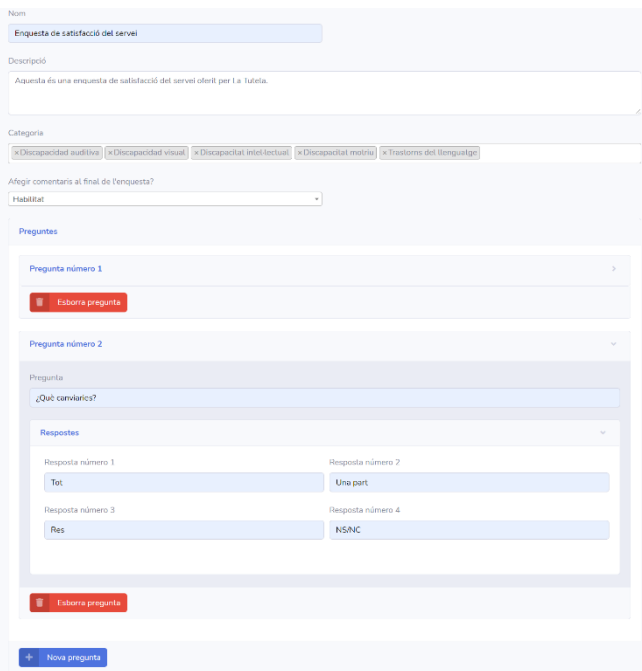 Nom
Enquesta de satisfacció del servei
Descripció
Aquesta és una enquesta de satisfacció del servei oferit per La Tutela.
Categoria
×Discapacidad auditiva ×Discapacidad visual ×Discapacitat intel·lectual ×Discapacitat motriu ×Trastorns del llenguatge
Afegir comentaris al final de l'enquesta?
Habilitat
Preguntes
Pregunta número 1
Esborra pregunta
Pregunta número 2
Pregunta
¿Què canviaries?
Respostes
Resposta número 1 Resposta número 2
Tot Una part
Resposta número 3 Resposta número 4
Res NS/NC
Esborra pregunta
+ Nova pregunta